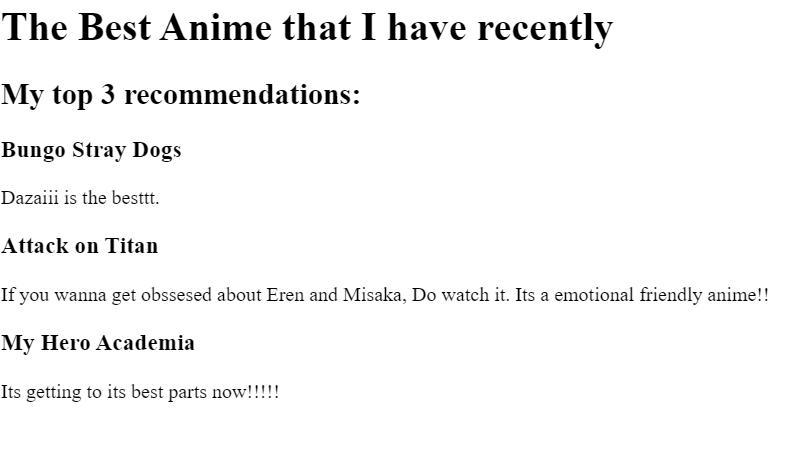 The Best Anime that I have recently
My top 3 recommendations:
Bungo Stray Dogs
Dazaiii is the besttt.
Attack on Titan
If you wanna get obssesed about Eren and Misaka, Do watch it. Its a emotional friendly anime!!
My Hero Academia
Its getting to its best parts now!!!!!